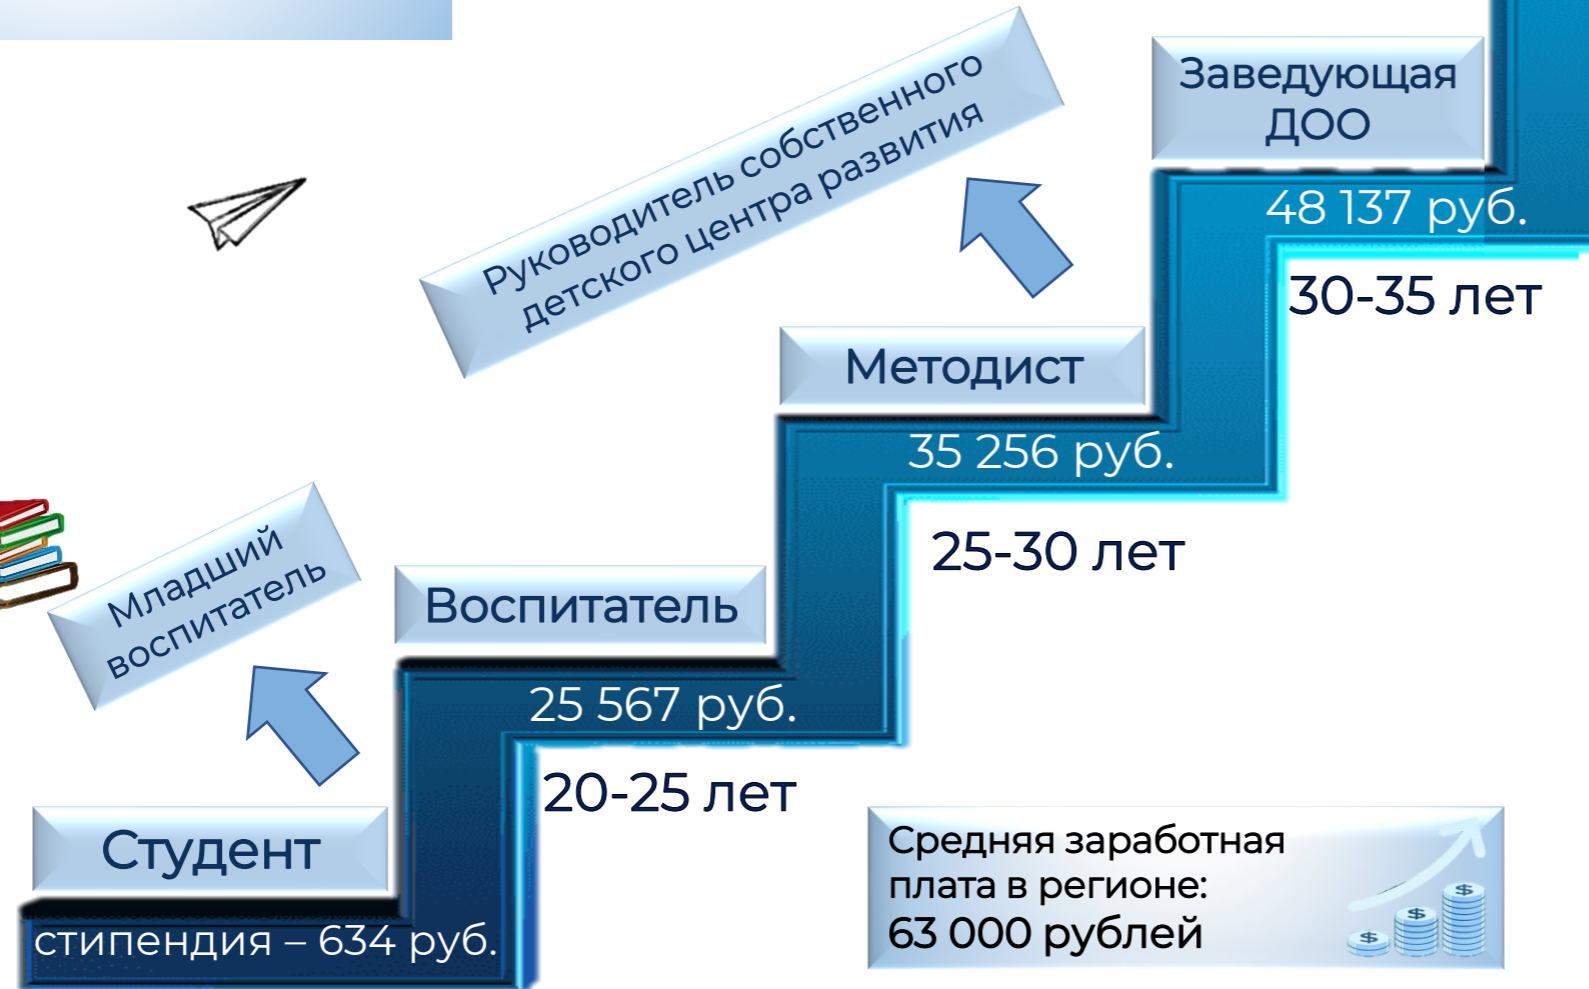 Заведующая
ДОО
48 137 руб.
30-35 лет
Руководитель собственного
детского центра развития
Методист
35 256 руб.
25-30 лет
Младший
воспитатель
Воспитатель
25 567 руб.
20-25 лет
Студент
стипендия – 634 руб.
Средняя заработная
плата в регионе:
63 000 рублей
$
$
$